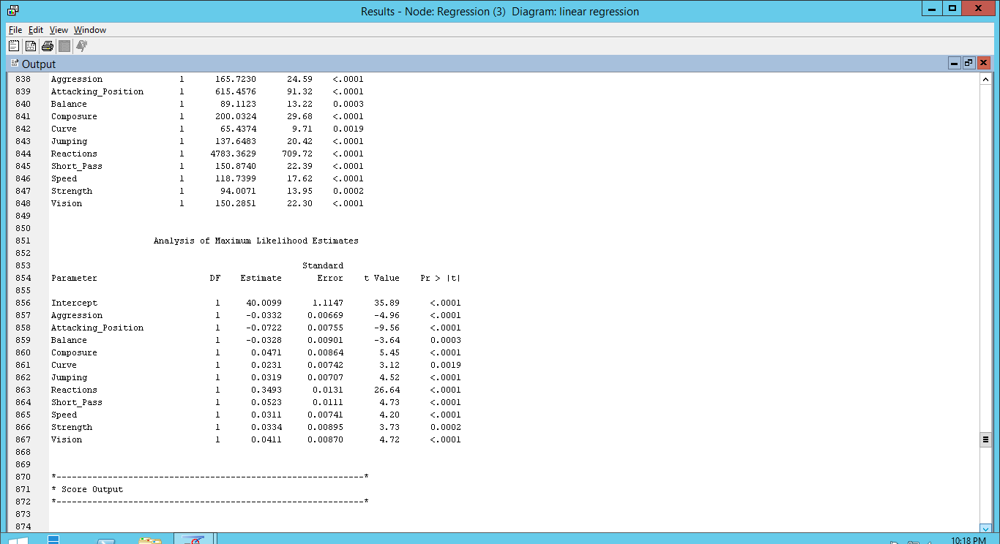 Results - Node: Regression (3) Diagram: linear regression
File Edit View Window
Output
838 Aggression 1 165.7230 24.59 <.0001
839 Attacking_Position 1 615.4576 91.32 <.0001
840 Balance 1 89.1123 13.22 0.0003
841 Composure 1 200.0324 29.68 <.0001
842 Curve 1 65.4374 9.71 0.0019
843 Jumping 1 137.6483 20.42 <.0001
844 Reactions 1 4783.3629 709.72 <.0001
845 Short_Pass 1 150.8740 22.39 <.0001
846 Speed 1 118.7399 17.62 <.0001
847 Strength 1 94.0071 13.95 0.0002
848 Vision 1 150.2851 22.30 <.0001
849
850
851 Analysis of Maximum Likelihood Estimates
852
853 Standard
854 Parameter DF Estimate Error t Value Pr > |t|
855
856 Intercept 1 40.0099 1.1147 35.89 <.0001
857 Aggression 1 -0.0332 0.00669 -4.96 <.0001
858 Attacking_Position 1 -0.0722 0.00755 -9.56 <.0001
859 Balance 1 -0.0328 0.00901 -3.64 0.0003
860 Composure 1 0.0471 0.00864 5.45 <.0001
861 Curve 1 0.0231 0.00742 3.12 0.0019
862 Jumping 1 0.0319 0.00707 4.52 <.0001
863 Reactions 1 0.3493 0.0131 26.64 <.0001
864 Short_Pass 1 0.0523 0.0111 4.73 <.0001
865 Speed 1 0.0311 0.00741 4.20 <.0001
866 Strength 1 0.0334 0.00895 3.73 0.0002
867 Vision 1 0.0411 0.00870 4.72 <.0001
868
869
870 *------------------------------------------------------------*
871 * Score Output
872 *------------------------------------------------------------*
873
874
10:18 PM